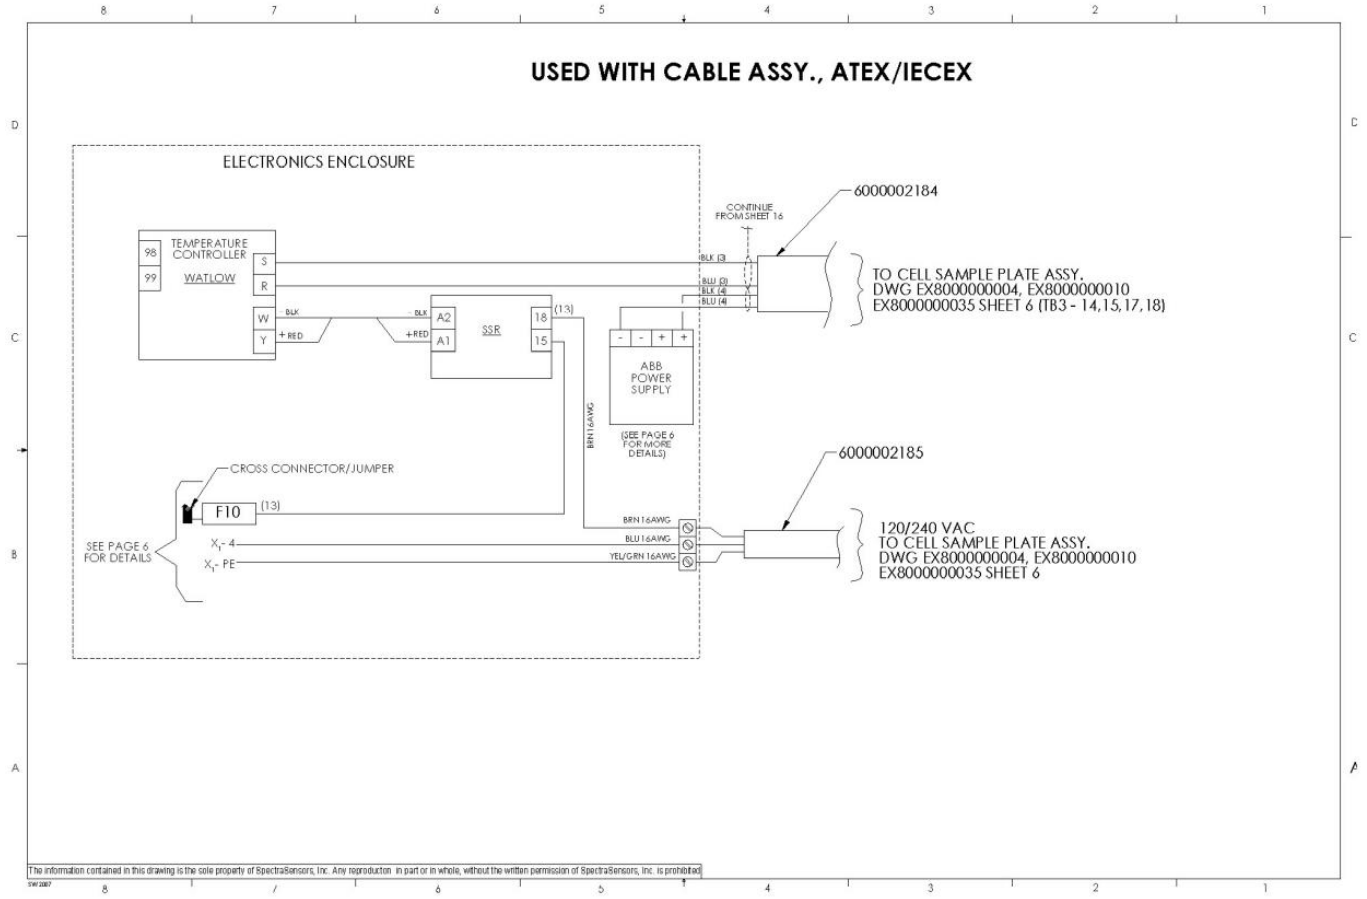 8 7 6 5 4 3 2 1
USED WITH CABLE ASSY., ATEX/IECEX
D
D
ELECTRONICS ENCLOSURE
6000002184
CONTINUE
FROM SHEET 16
98
99
TEMPERATURE
CONTROLLER
WATLOW
S
R
W
Y
BLK (3)
BLU (3)
BLK (4)
BLU (4)
TO CELL SAMPLE PLATE ASSY.
DWG EX8000000004, EX8000000010
EX8000000035 SHEET 6 (TB3 - 14,15,17,18)
- BLK
+ RED
- BLK
+RED
A2
A1
SSR
18
15
(13)
C
C
- - + +
ABB
POWER
SUPPLY
(SEE PAGE 6
FOR MORE
DETAILS)
BRN 16AWG
6000002185
CROSS CONNECTOR/JUMPER
F10
(13)
SEE PAGE 6
FOR DETAILS
X1- 4
X1- PE
BRN 16AWG
BLU 16AWG
YEL/GRN 16AWG
120/240 VAC
TO CELL SAMPLE PLATE ASSY.
DWG EX8000000004, EX8000000010
EX8000000035 SHEET 6
B
B
A
A
The information contained in this drawing is the sole property of SpectraSensors, Inc. Any reproducton in part or in whole, without the written permission of SpectraSensors, Inc. is prohibited
8 7 6 5 4 3 2 1